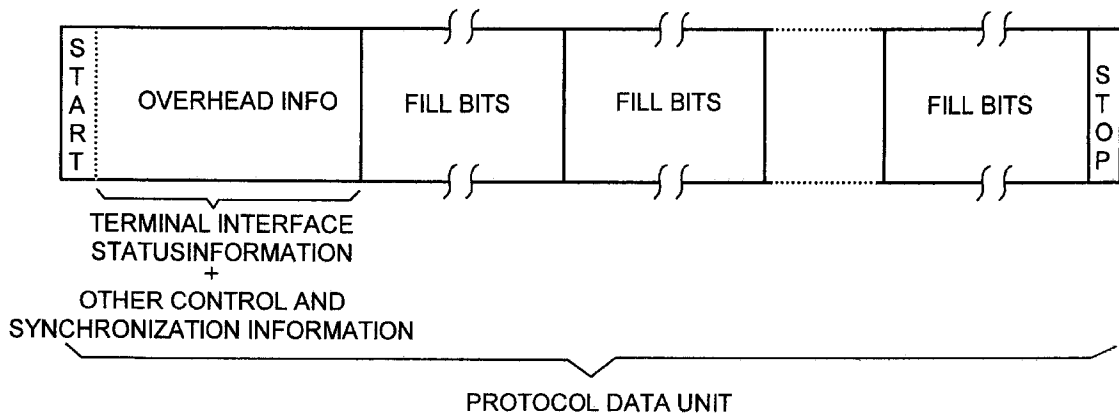 START
OVERHEAD INFO
FILL BITS
FILL BITS
FILL BITS
STOP
TERMINAL INTERFACE
STATUSINFORMATION
+
OTHER CONTROL AND
SYNCHRONIZATION INFORMATION
PROTOCOL DATA UNIT